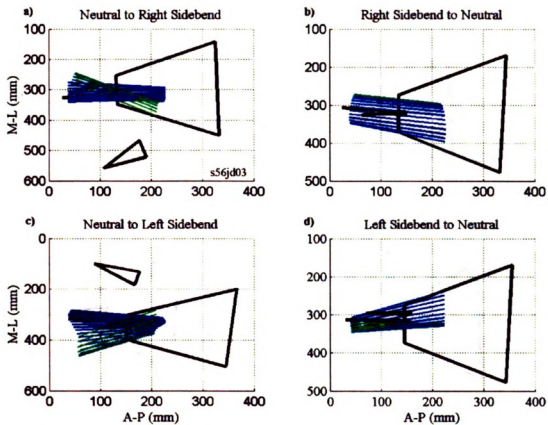 a) Neutral to Right Sidebend
b) Right Sidebend to Neutral
M-L (mm)
100
200
300
400
500
600
0 100 200 300 400
s56jd03
100
200
300
400
500
0 100 200 300 400
c) Neutral to Left Sidebend
d) Left Sidebend to Neutral
M-L (mm)
0
200
400
600
0 100 200 300 400
A-P (mm)
100
200
300
400
500
0 100 200 300 400
A-P (mm)